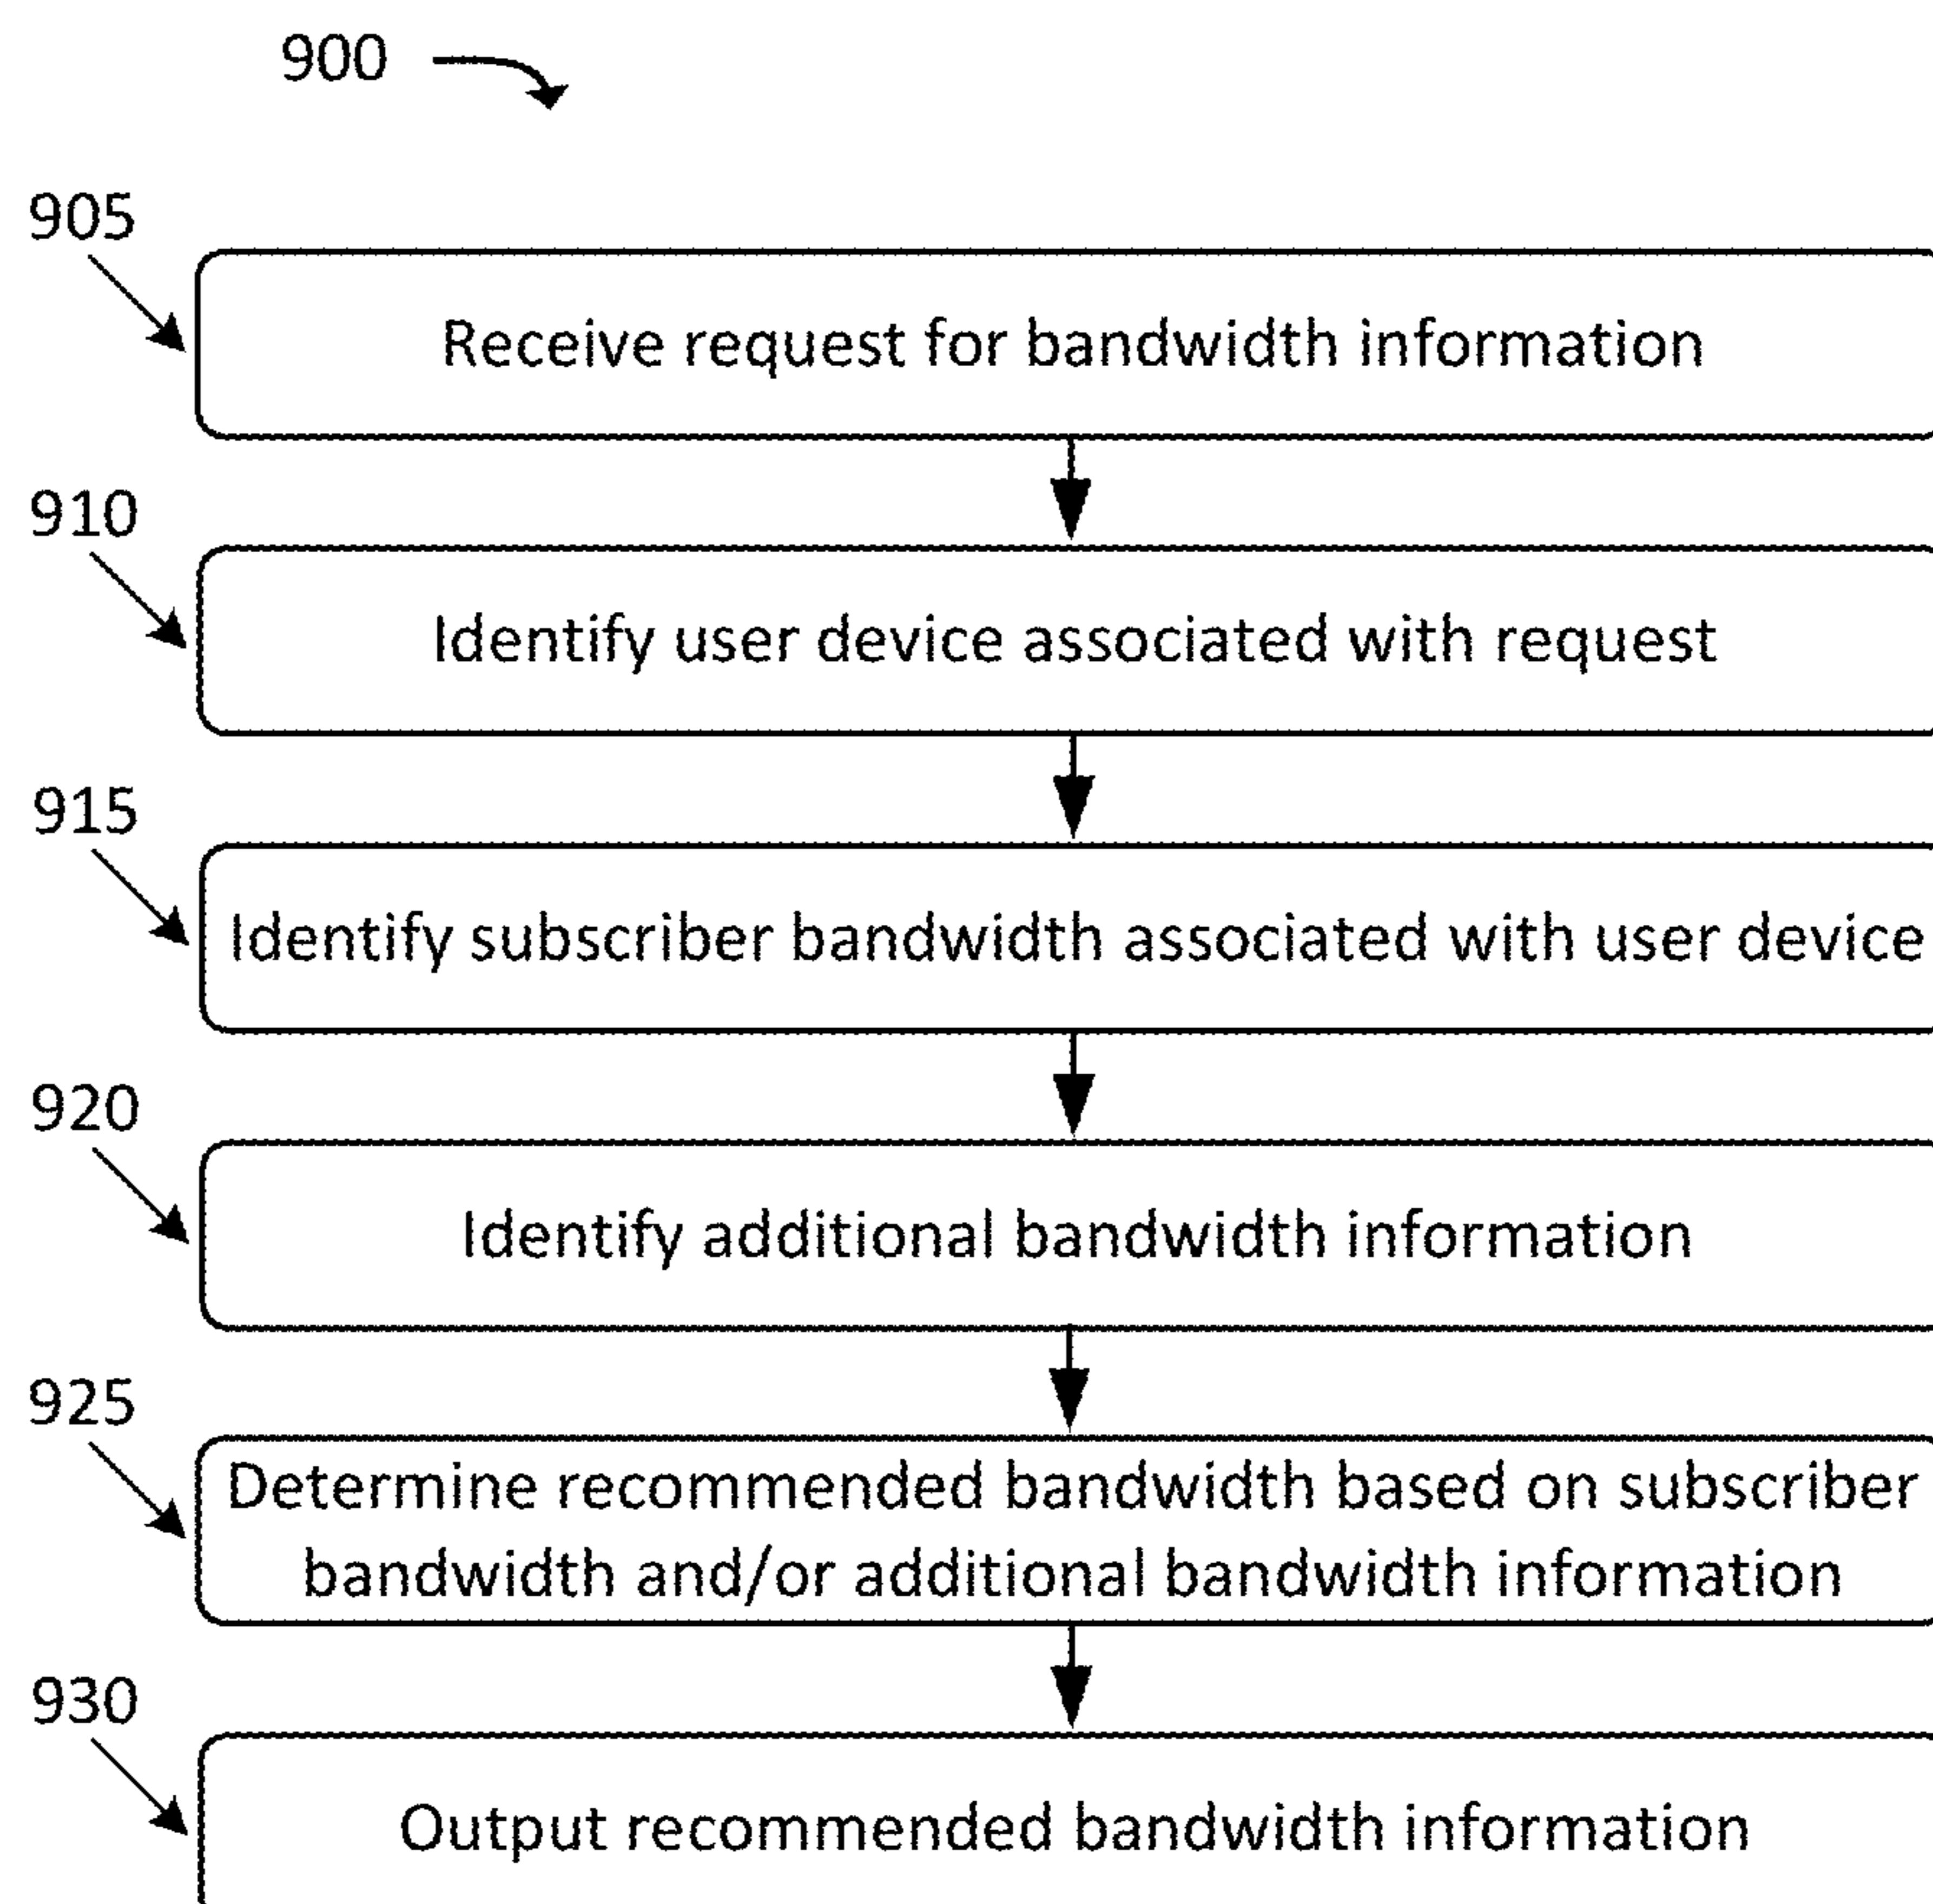 900
905
Receive request for bandwidth information
910
Identify user device associated with request
915
Identify subscriber bandwidth associated with user device
920
Identify additional bandwidth information
925
Determine recommended bandwidth based on subscriber
bandwidth and/or additional bandwidth information
930
Output recommended bandwidth information